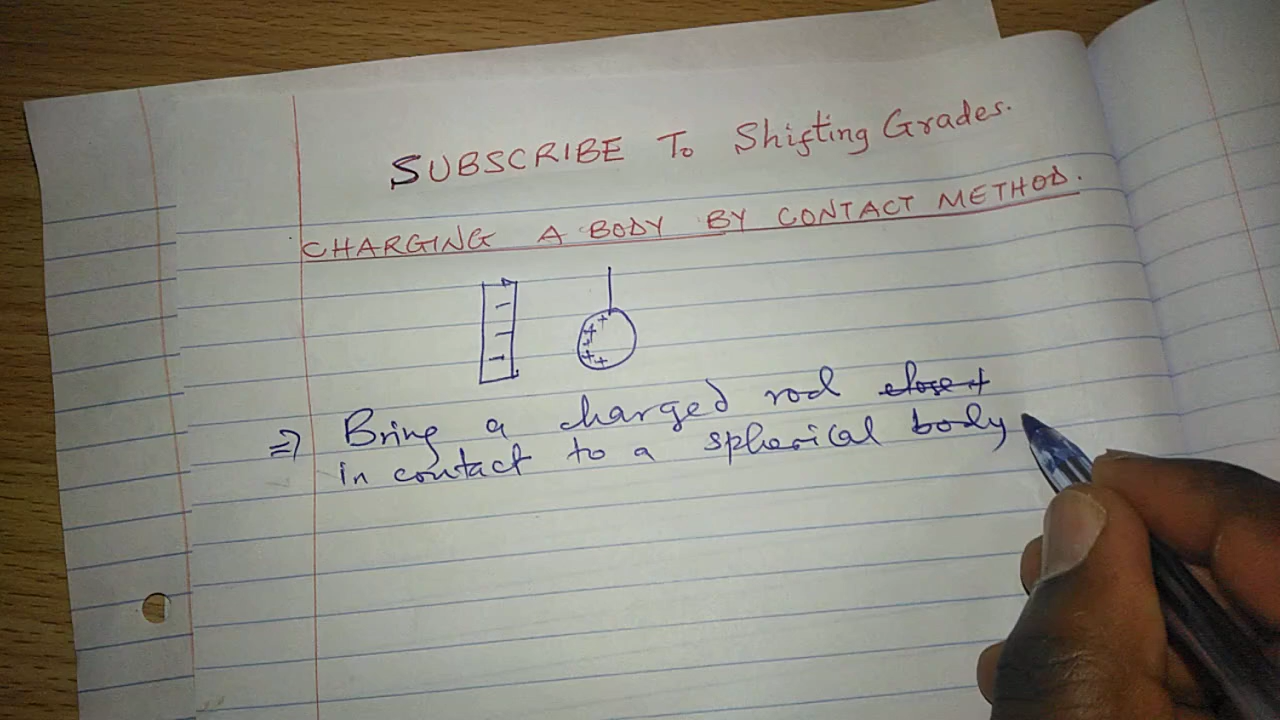 SUBSCRIBE To Shifting Grades.
CHARGING A BODY BY CONTACT METHOD.
- - -
+ + + + +
⇒ Bring a charged rod close t
in contact to a spherical body